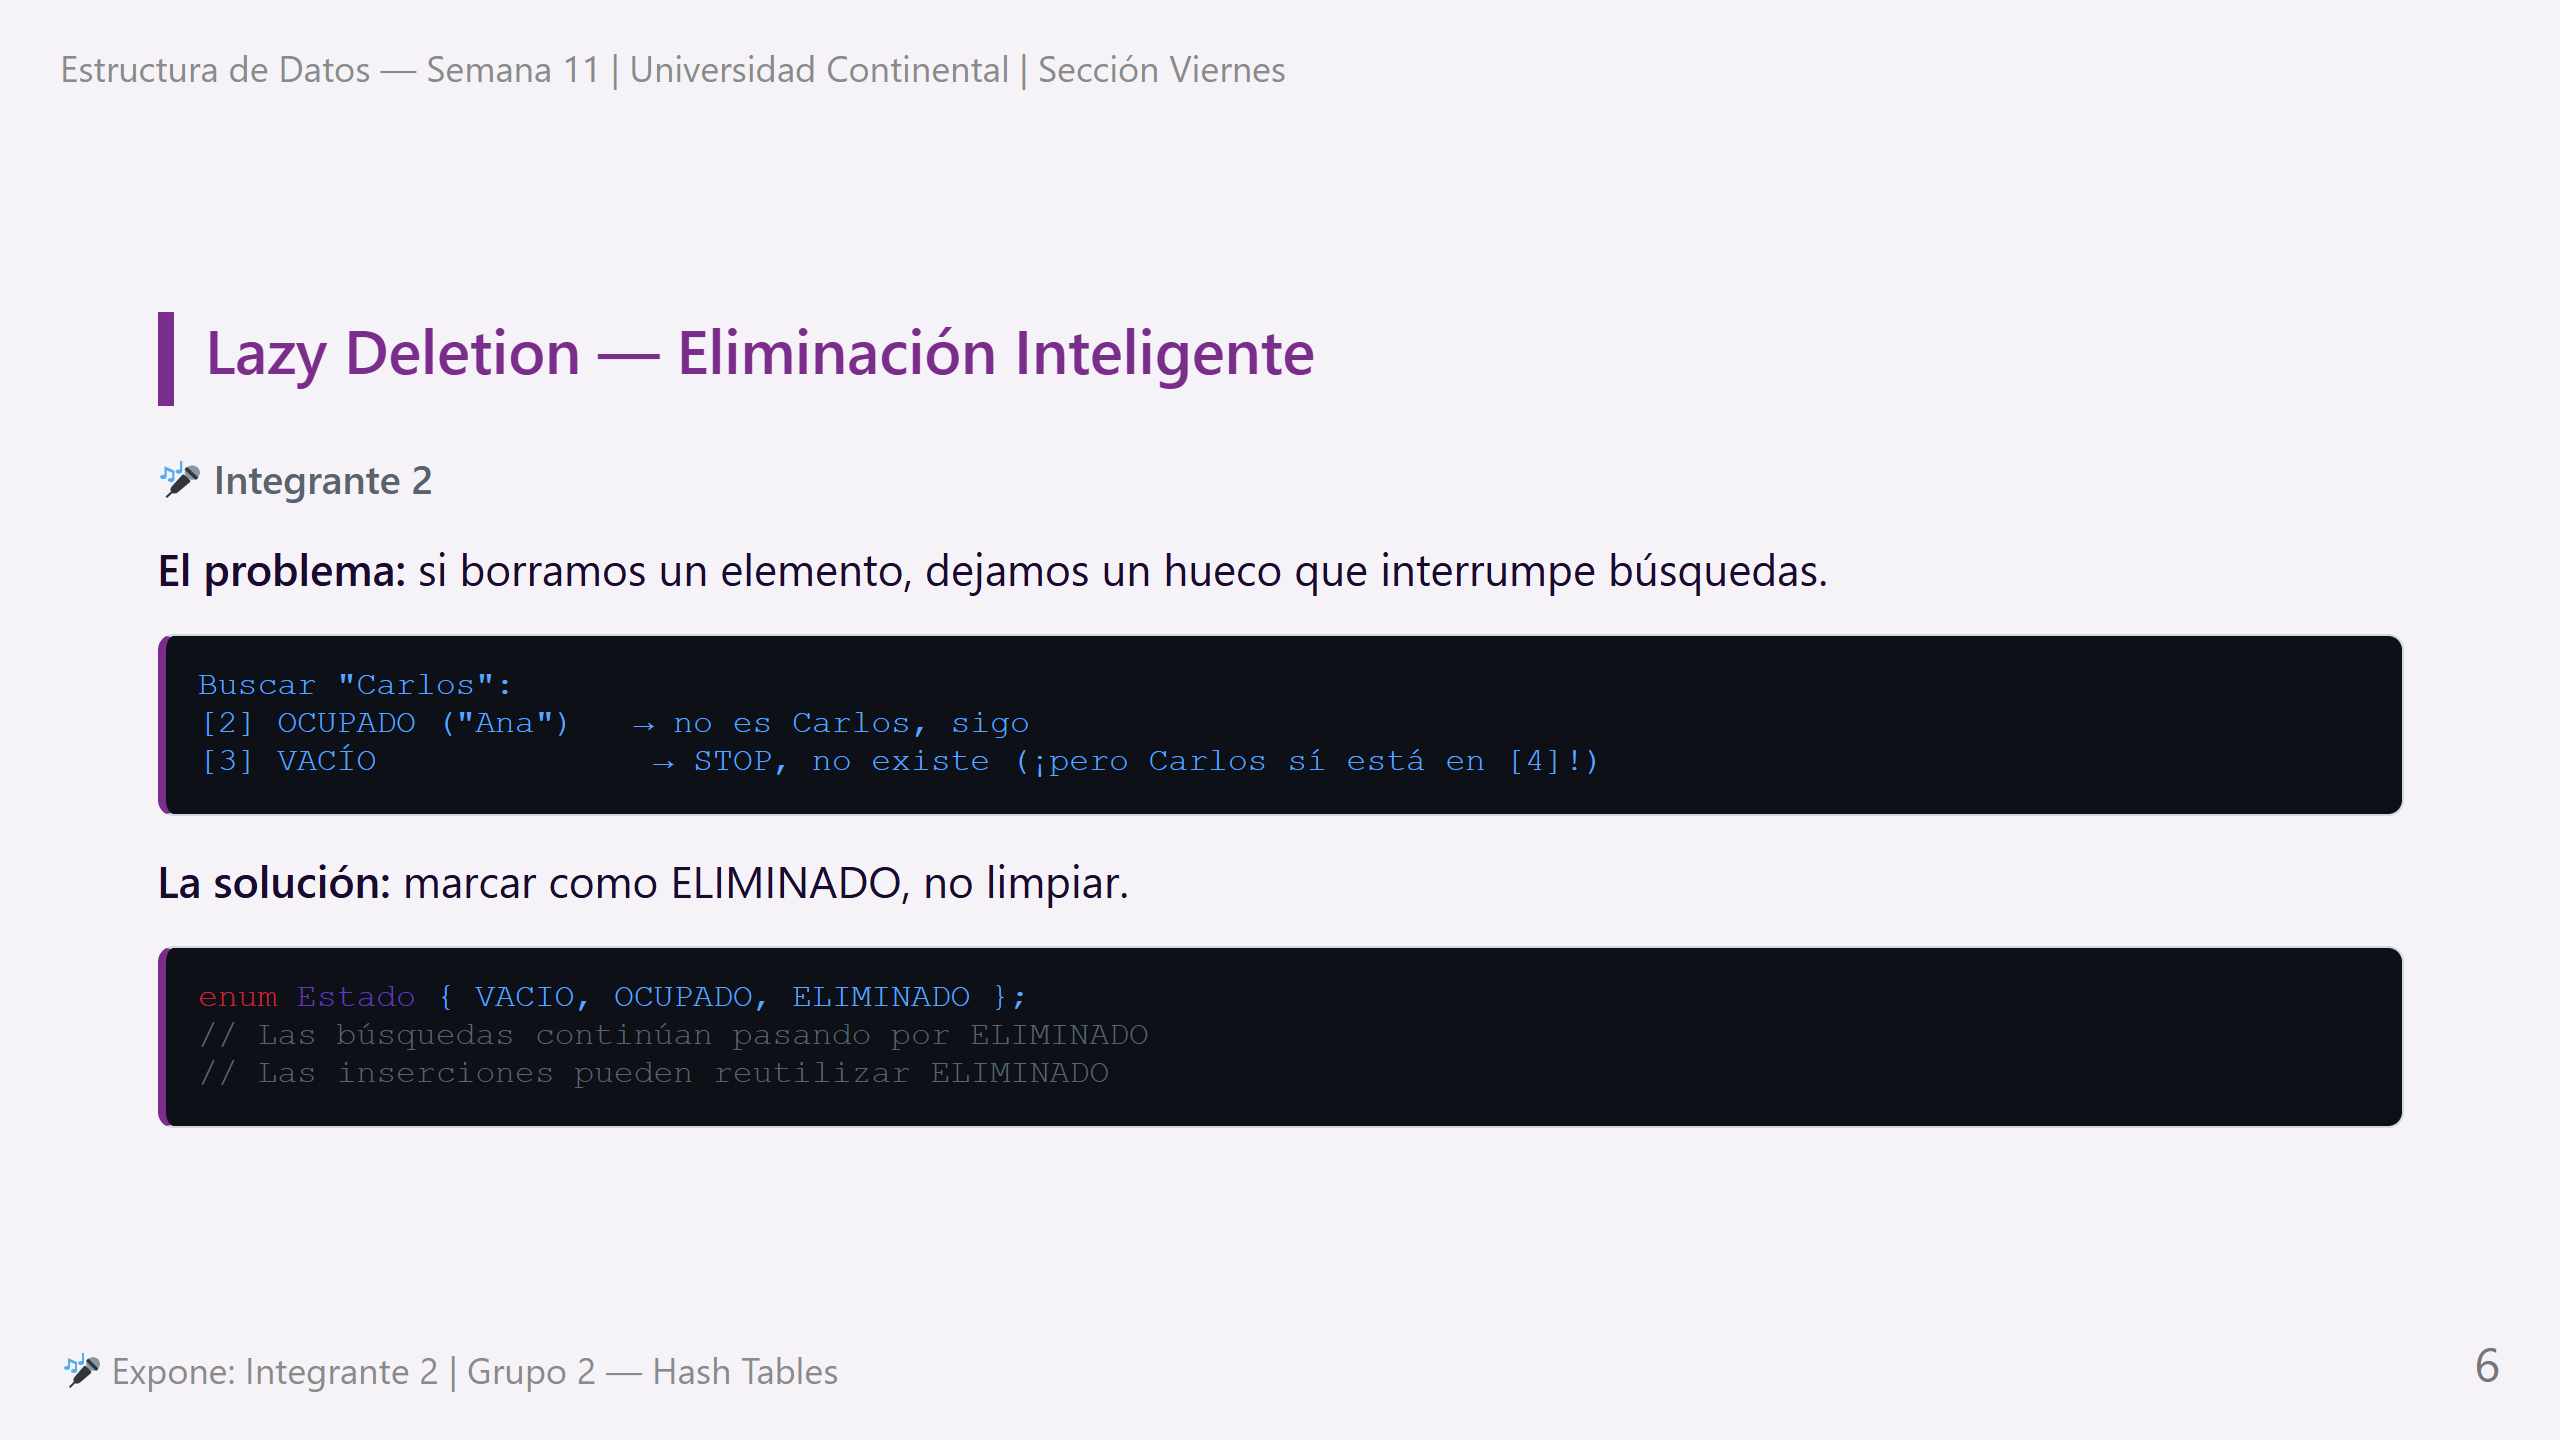 Estructura de Datos — Semana 11 | Universidad Continental | Sección Viernes
Lazy Deletion — Eliminación Inteligente
🎤 Integrante 2
El problema: si borramos un elemento, dejamos un hueco que interrumpe búsquedas.
Buscar "Carlos":
[2] OCUPADO ("Ana")   → no es Carlos, sigo
[3] VACÍO              → STOP, no existe (¡pero Carlos sí está en [4]!)
La solución: marcar como ELIMINADO, no limpiar.
enum Estado { VACIO, OCUPADO, ELIMINADO };
// Las búsquedas continúan pasando por ELIMINADO
// Las inserciones pueden reutilizar ELIMINADO
🎤 Expone: Integrante 2 | Grupo 2 — Hash Tables
6